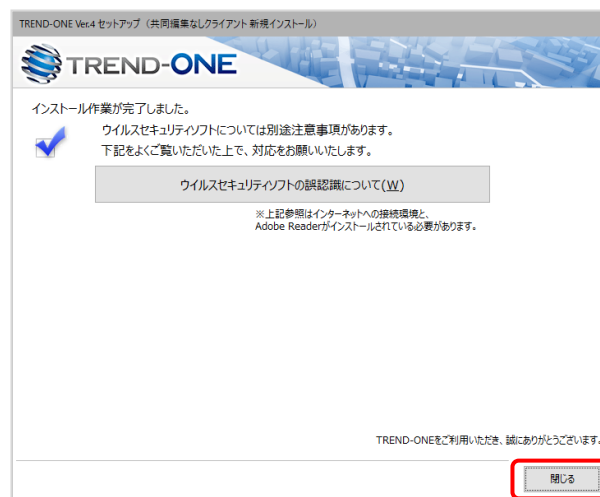 TREND-ONE Ver.4 セットアップ（共同編集なしクライアント 新規インストール）
TREND-ONE
インストール作業が完了しました。
ウイルスセキュリティソフトについては別途注意事項があります。
下記をよくご覧いただいた上で、対応をお願いいたします。
ウイルスセキュリティソフトの誤認識について(W)
※上記参照はインターネットへの接続環境と、
Adobe Readerがインストールされている必要があります。
TREND-ONEをご利用いただき、誠にありがとうございます。
閉じる